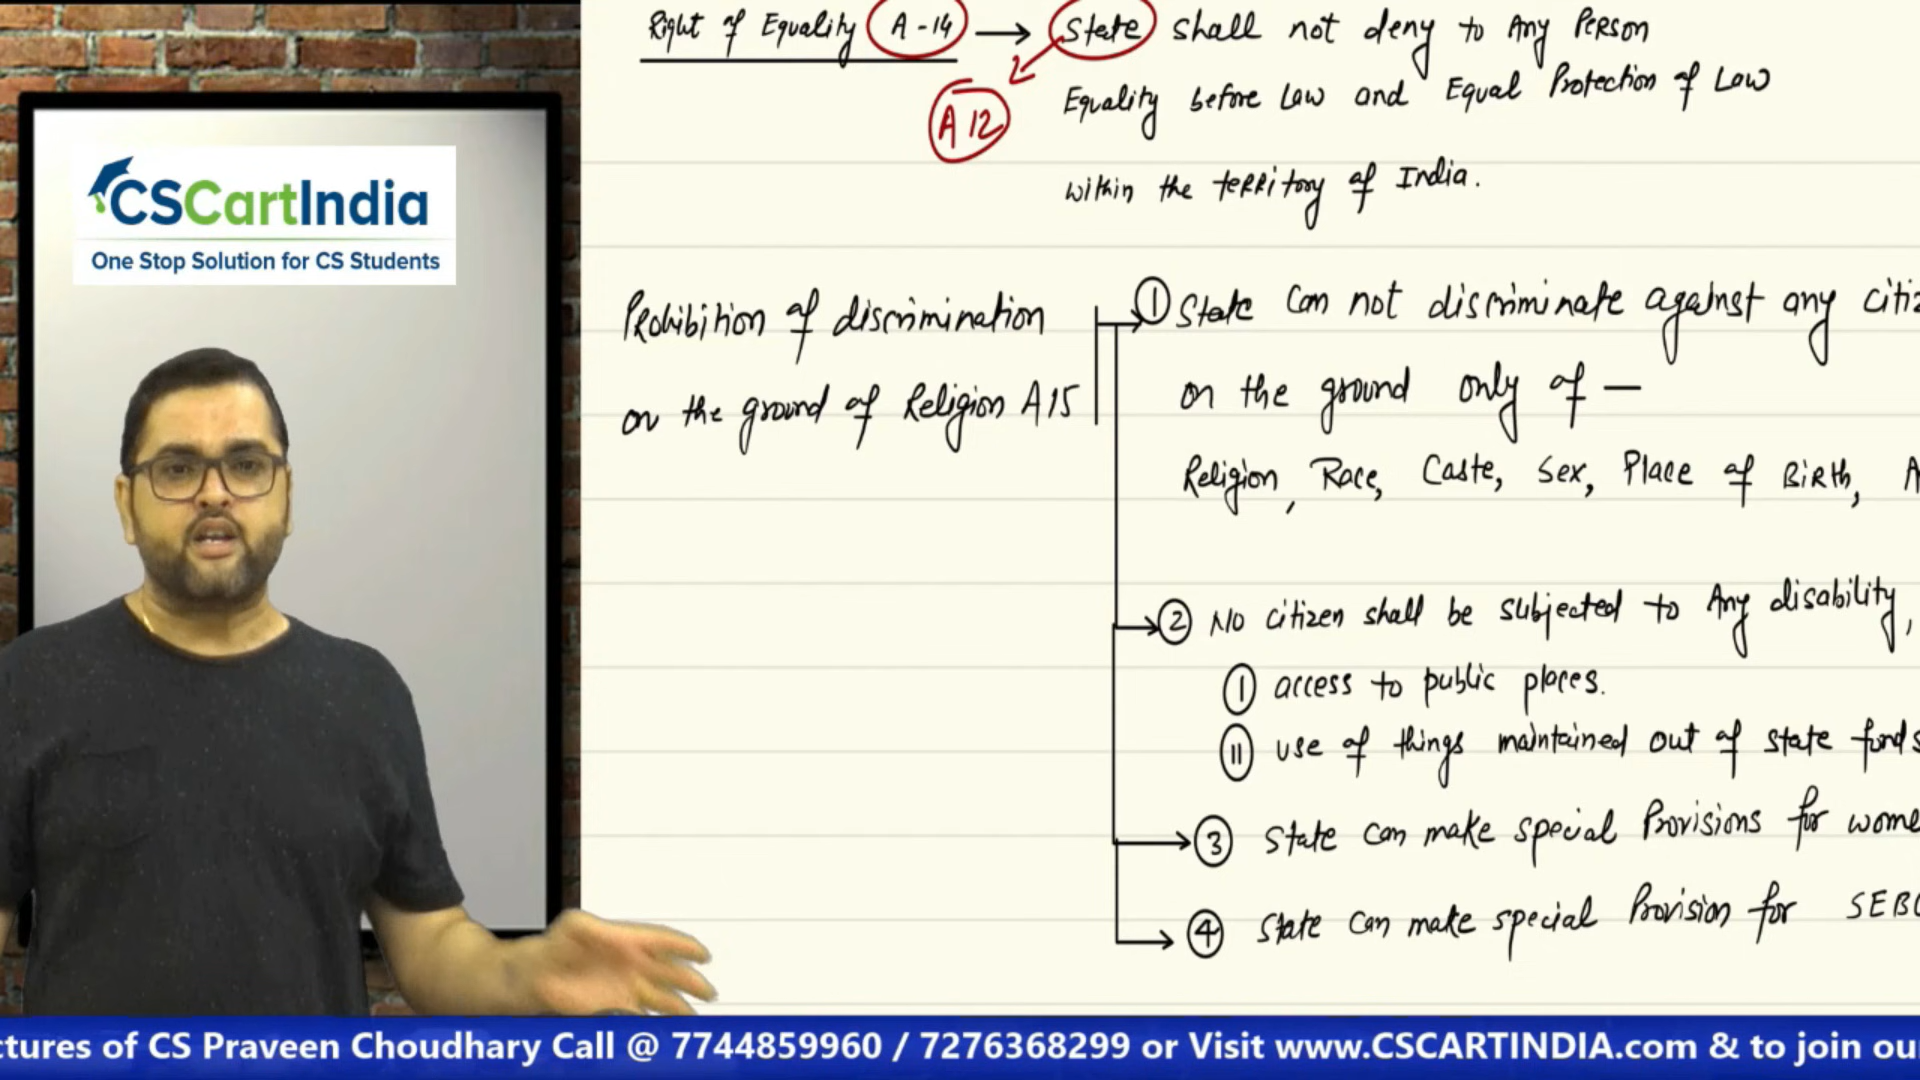 Right of Equality A-14 → State shall not deny to Any Person
A 12
Equality before Law and Equal Protection of Law
within the territory of India.
CSCartIndia
One Stop Solution for CS Students
Prohibition of discrimination
on the ground of Religion A15
① State Can not discriminate against any citiz
on the ground only of —
Religion, Race, Caste, Sex, Place of Birth, A
② No citizen shall be subjected to Any disability,
Ⓘ access to public places.
II use of things maintained out of state funds
③ State Can make special Provisions for wome
④ State Can make special Provision for SEBC
ctures of CS Praveen Choudhary Call @ 7744859960 / 7276368299 or Visit www.CSCARTINDIA.com & to join ou